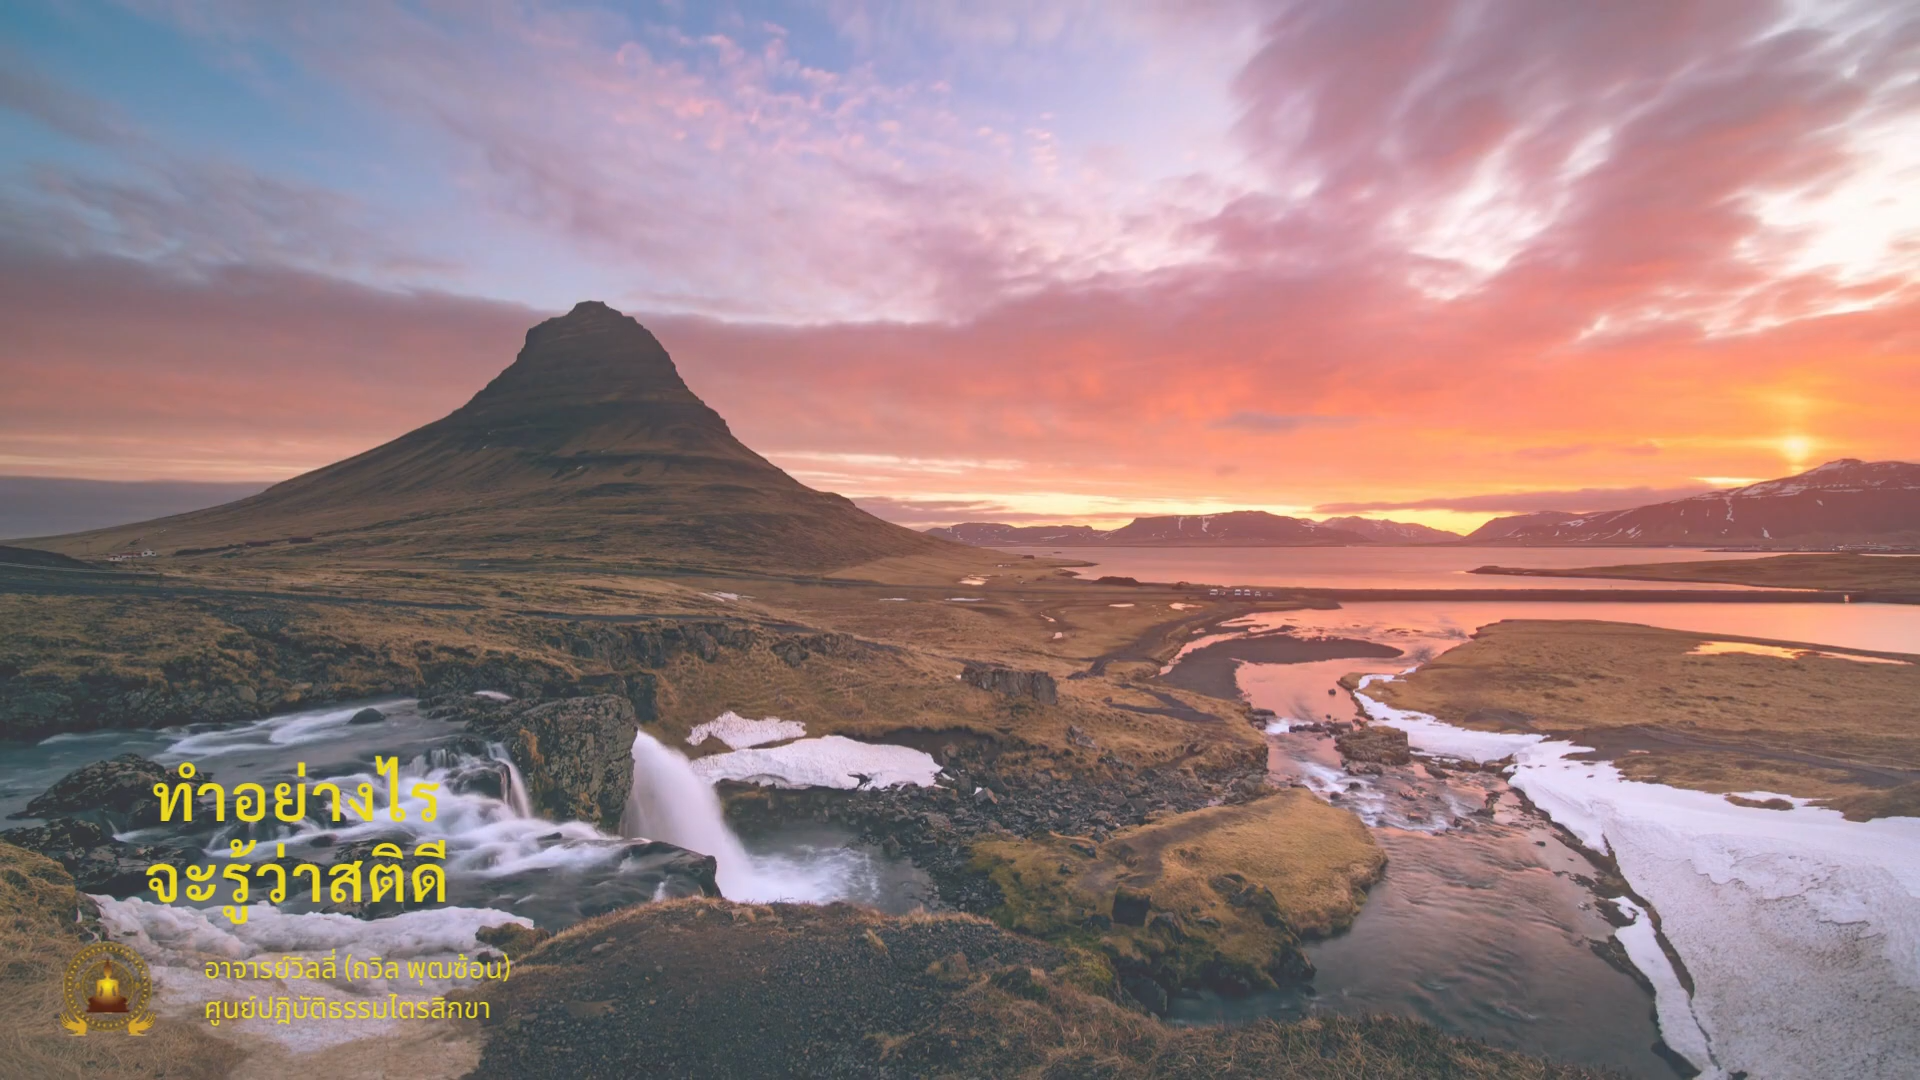 ทำอย่างไร
จะรู้ว่าสติดี
อาจารย์วิลลี่ (ถวิล พุฒซ้อน)
ศูนย์ปฎิบัติธรรมไตรสิกขา